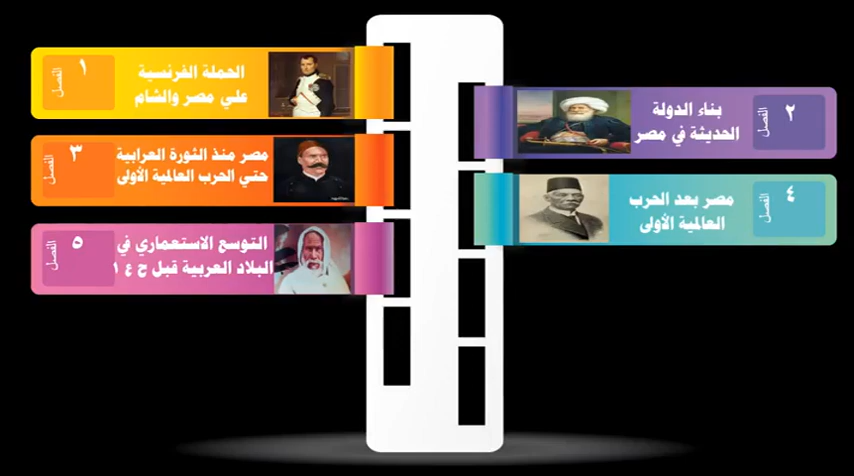 الفصل ١
الحملة الفرنسية
علي مصر والشام
الفصل ٢
بناء الدولة
الحديثة في مصر
الفصل ٣
مصر منذ الثورة العرابية
حتي الحرب العالمية الأولى
الفصل ٤
مصر بعد الحرب
العالمية الأولى
الفصل ٥
التوسع الاستعماري في
البلاد العربية قبل ح ع ١